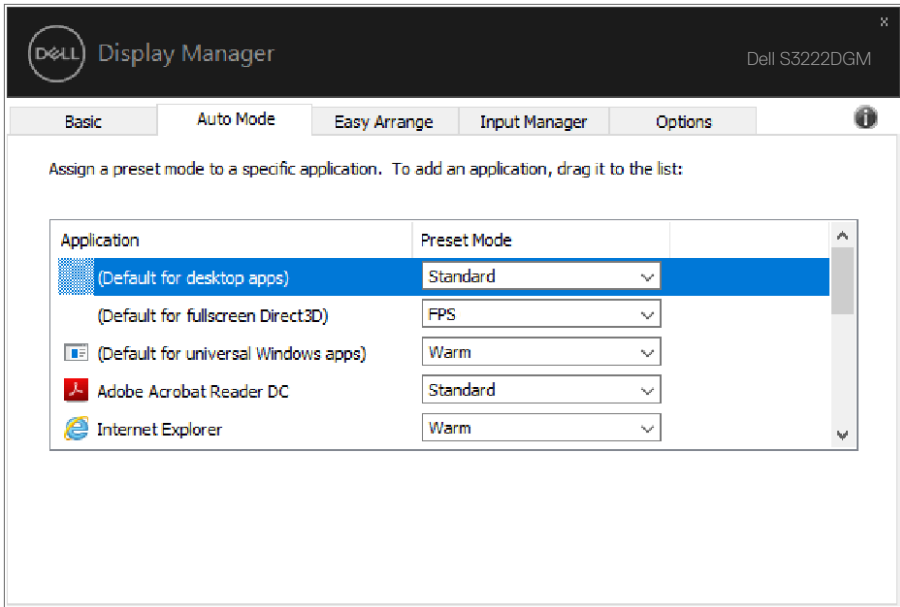 x
DELL Display Manager
Dell S3222DGM
Basic Auto Mode Easy Arrange Input Manager Options
Assign a preset mode to a specific application. To add an application, drag it to the list:
Application Preset Mode
(Default for desktop apps) Standard
(Default for fullscreen Direct3D) FPS
(Default for universal Windows apps) Warm
Adobe Acrobat Reader DC Standard
Internet Explorer Warm